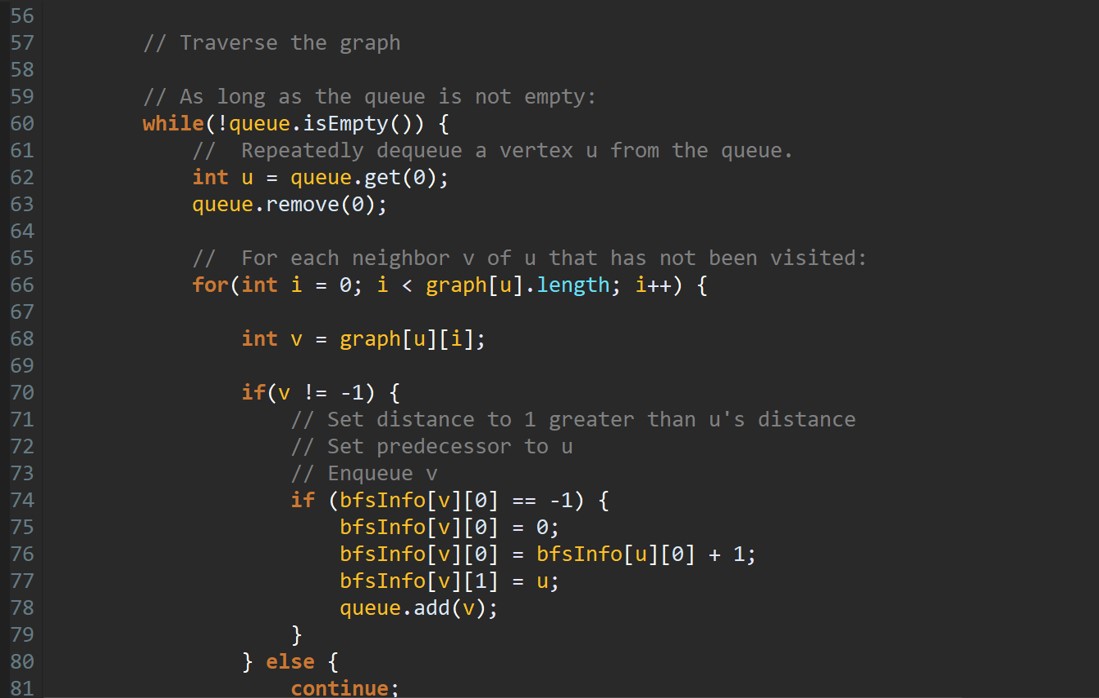 56
57 // Traverse the graph
58
59 // As long as the queue is not empty:
60 while(!queue.isEmpty()) {
61 //  Repeatedly dequeue a vertex u from the queue.
62 int u = queue.get(0);
63 queue.remove(0);
64
65 //  For each neighbor v of u that has not been visited:
66 for(int i = 0; i < graph[u].length; i++) {
67
68 int v = graph[u][i];
69
70 if(v != -1) {
71 // Set distance to 1 greater than u's distance
72 // Set predecessor to u
73 // Enqueue v
74 if (bfsInfo[v][0] == -1) {
75 bfsInfo[v][0] = 0;
76 bfsInfo[v][0] = bfsInfo[u][0] + 1;
77 bfsInfo[v][1] = u;
78 queue.add(v);
79 }
80 } else {
81 continue;